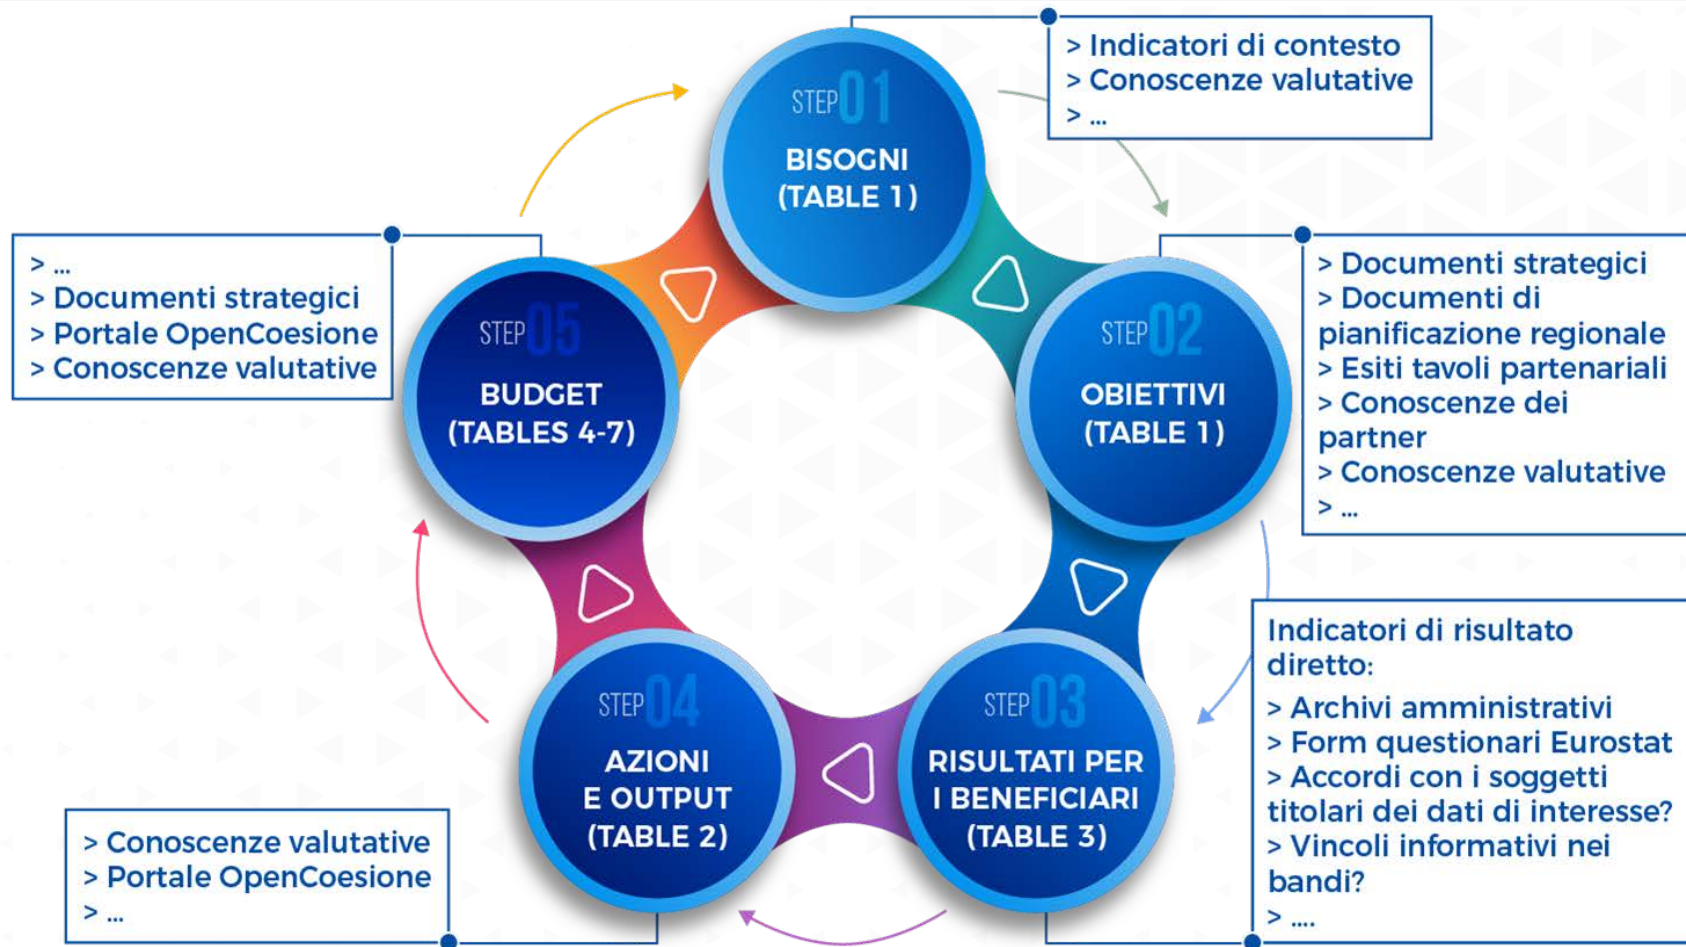 STEP 01
BISOGNI
(TABLE 1)
> Indicatori di contesto
> Conoscenze valutative
> ...
STEP 02
OBIETTIVI
(TABLE 1)
> Documenti strategici
> Documenti di
pianificazione regionale
> Esiti tavoli partenariali
> Conoscenze dei
partner
> Conoscenze valutative
> ...
STEP 03
RISULTATI PER
I BENEFICIARI
(TABLE 3)
Indicatori di risultato
diretto:
> Archivi amministrativi
> Form questionari Eurostat
> Accordi con i soggetti
titolari dei dati di interesse?
> Vincoli informativi nei
bandi?
> ....
STEP 04
AZIONI
E OUTPUT
(TABLE 2)
> Conoscenze valutative
> Portale OpenCoesione
> ...
STEP 05
BUDGET
(TABLES 4-7)
> ...
> Documenti strategici
> Portale OpenCoesione
> Conoscenze valutative